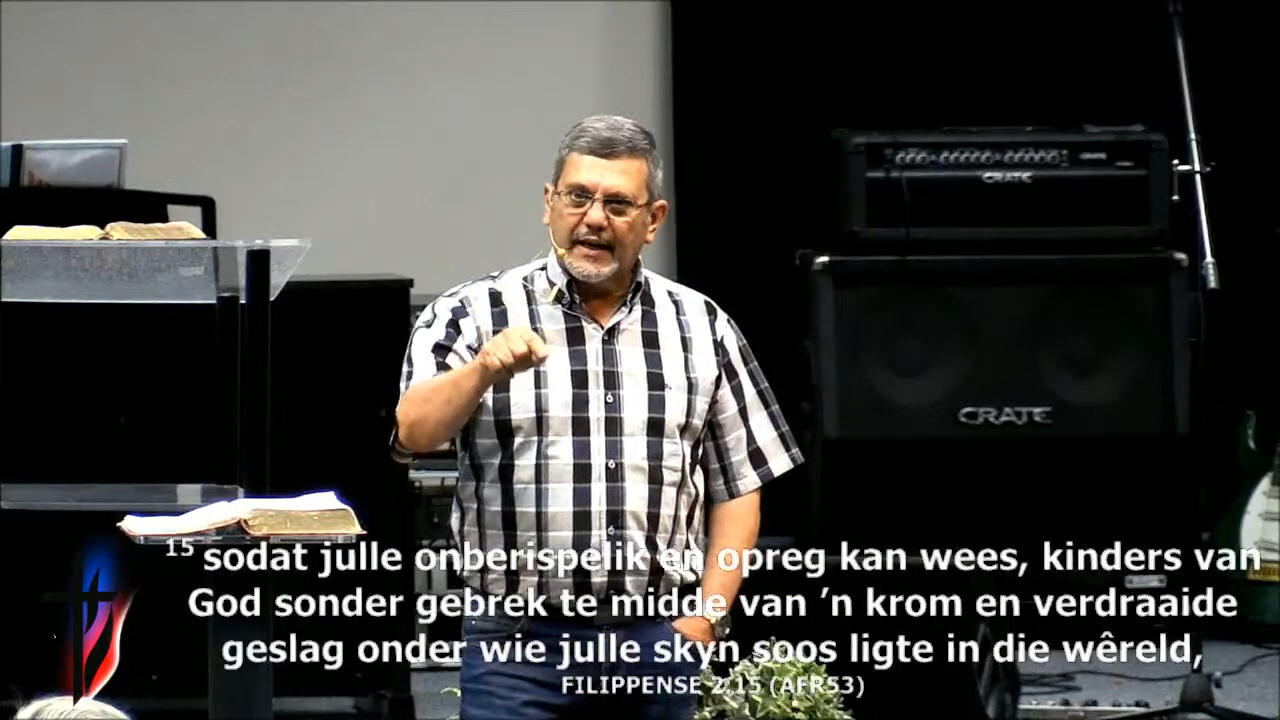 CRATE
CRATE
CRATE
15 sodat julle onberispelik en opreg kan wees, kinders van
God sonder gebrek te midde van ’n krom en verdraaide
geslag onder wie julle skyn soos ligte in die wêreld,
FILIPPENSE 2:15 (AFR53)